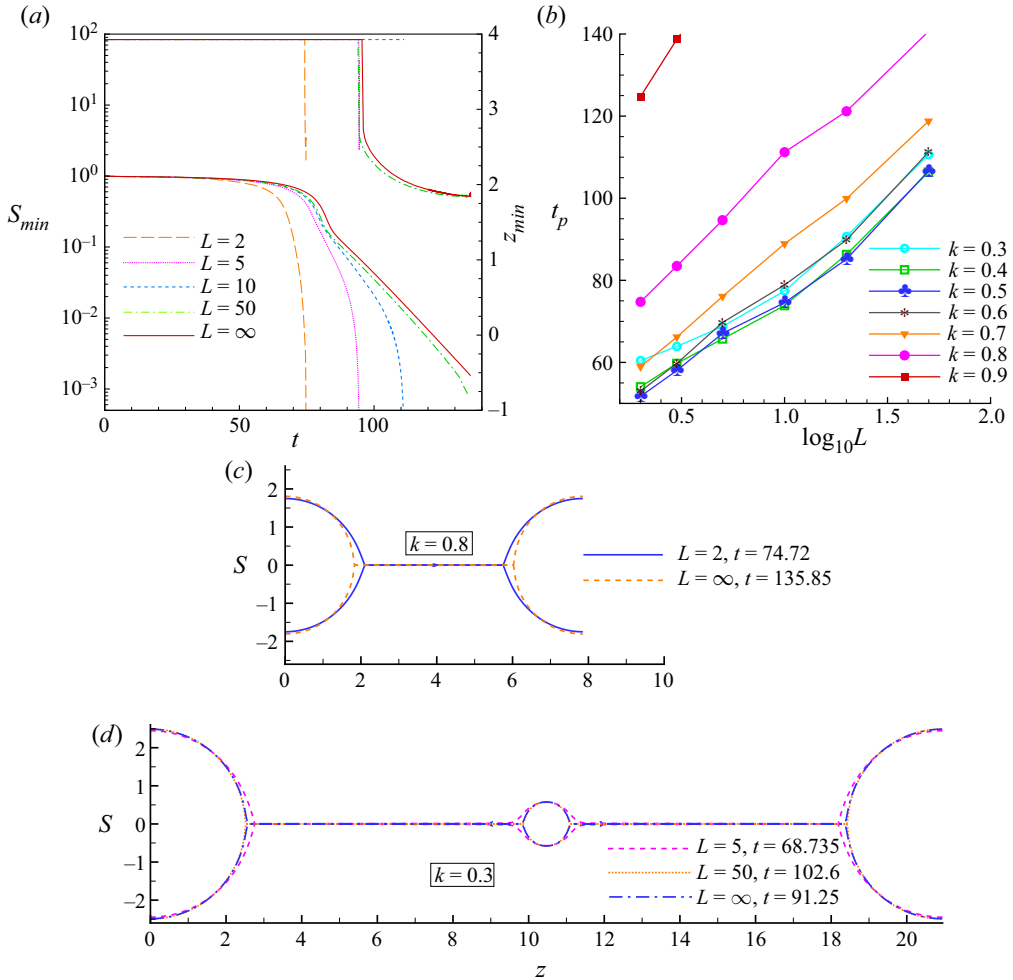 (a)
10²
10¹
10⁰
10⁻¹
10⁻²
10⁻³
S_min
4
3
2
1
0
−1
z_min
L = 2
L = 5
L = 10
L = 50
L = ∞
0 50 100
t
(b)
140
120
100
80
60
t_p
k = 0.3
k = 0.4
k = 0.5
k = 0.6
k = 0.7
k = 0.8
k = 0.9
0.5 1.0 1.5 2.0
log₁₀L
(c)
2
1
0
−1
−2
S
k = 0.8
L = 2, t = 74.72
L = ∞, t = 135.85
0 2 4 6 8 10
(d)
2
1
0
−1
−2
S
k = 0.3
L = 5, t = 68.735
L = 50, t = 102.6
L = ∞, t = 91.25
0 2 4 6 8 10 12 14 16 18 20
z